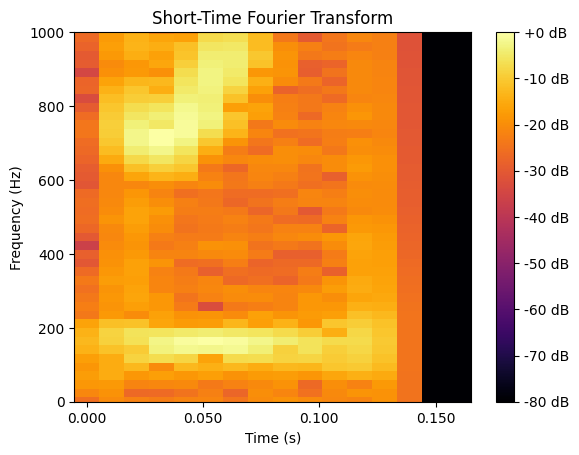 Short-Time Fourier Transform
1000
800
600
400
200
0
Frequency (Hz)
0.000
0.050
0.100
0.150
Time (s)
+0 dB
-10 dB
-20 dB
-30 dB
-40 dB
-50 dB
-60 dB
-70 dB
-80 dB